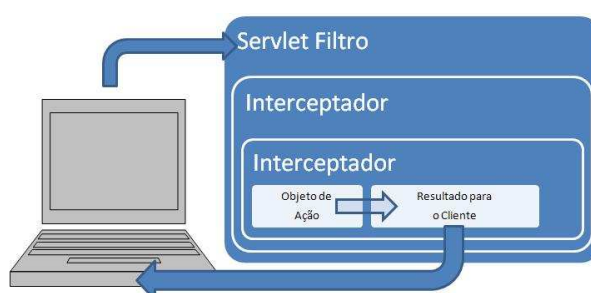 Servlet Filtro
Interceptador
Interceptador
Objeto de
Ação
Resultado para
o Cliente